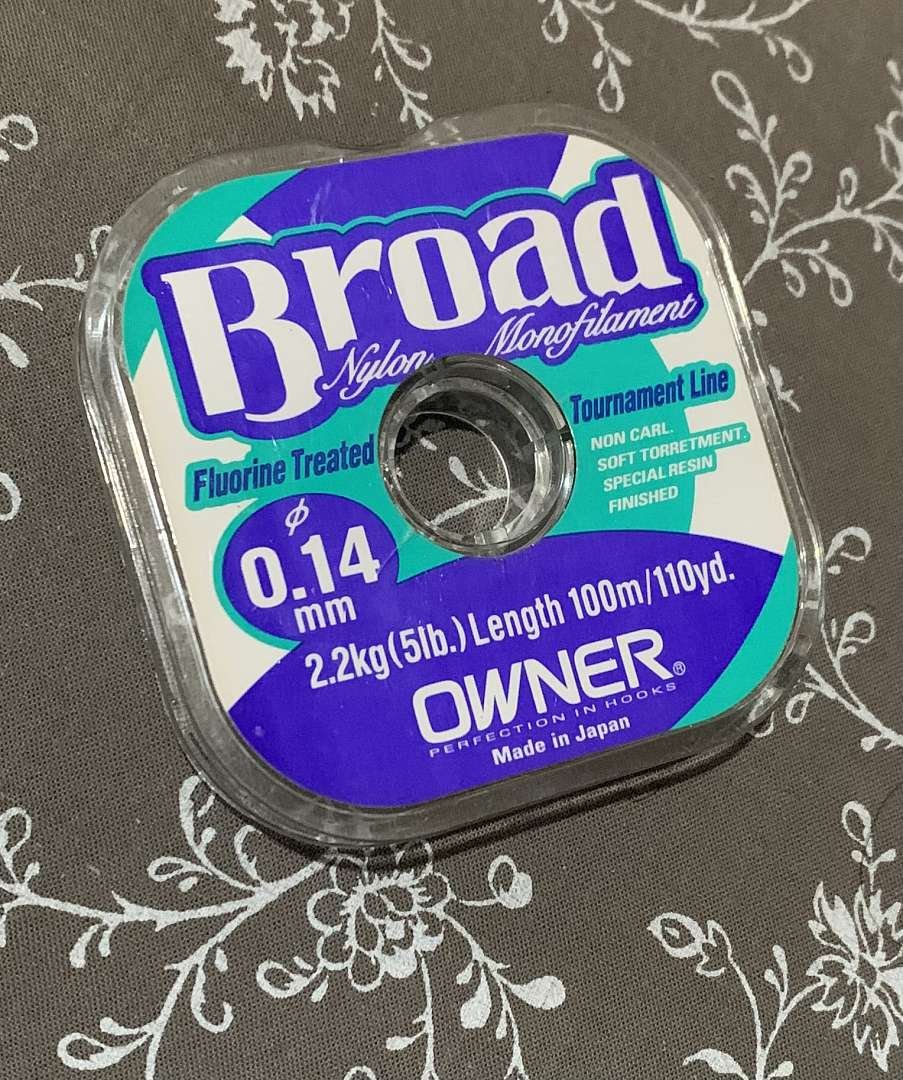 Broad
Nylon Monofilament
Fluorine Treated
Tournament Line
NON CARL.
SOFT TORRETMENT.
SPECIAL RESIN
FINISHED
φ
0.14
mm
2.2kg(5lb.) Length 100m/110yd.
OWNER®
PERFECTION IN HOOKS
Made in Japan